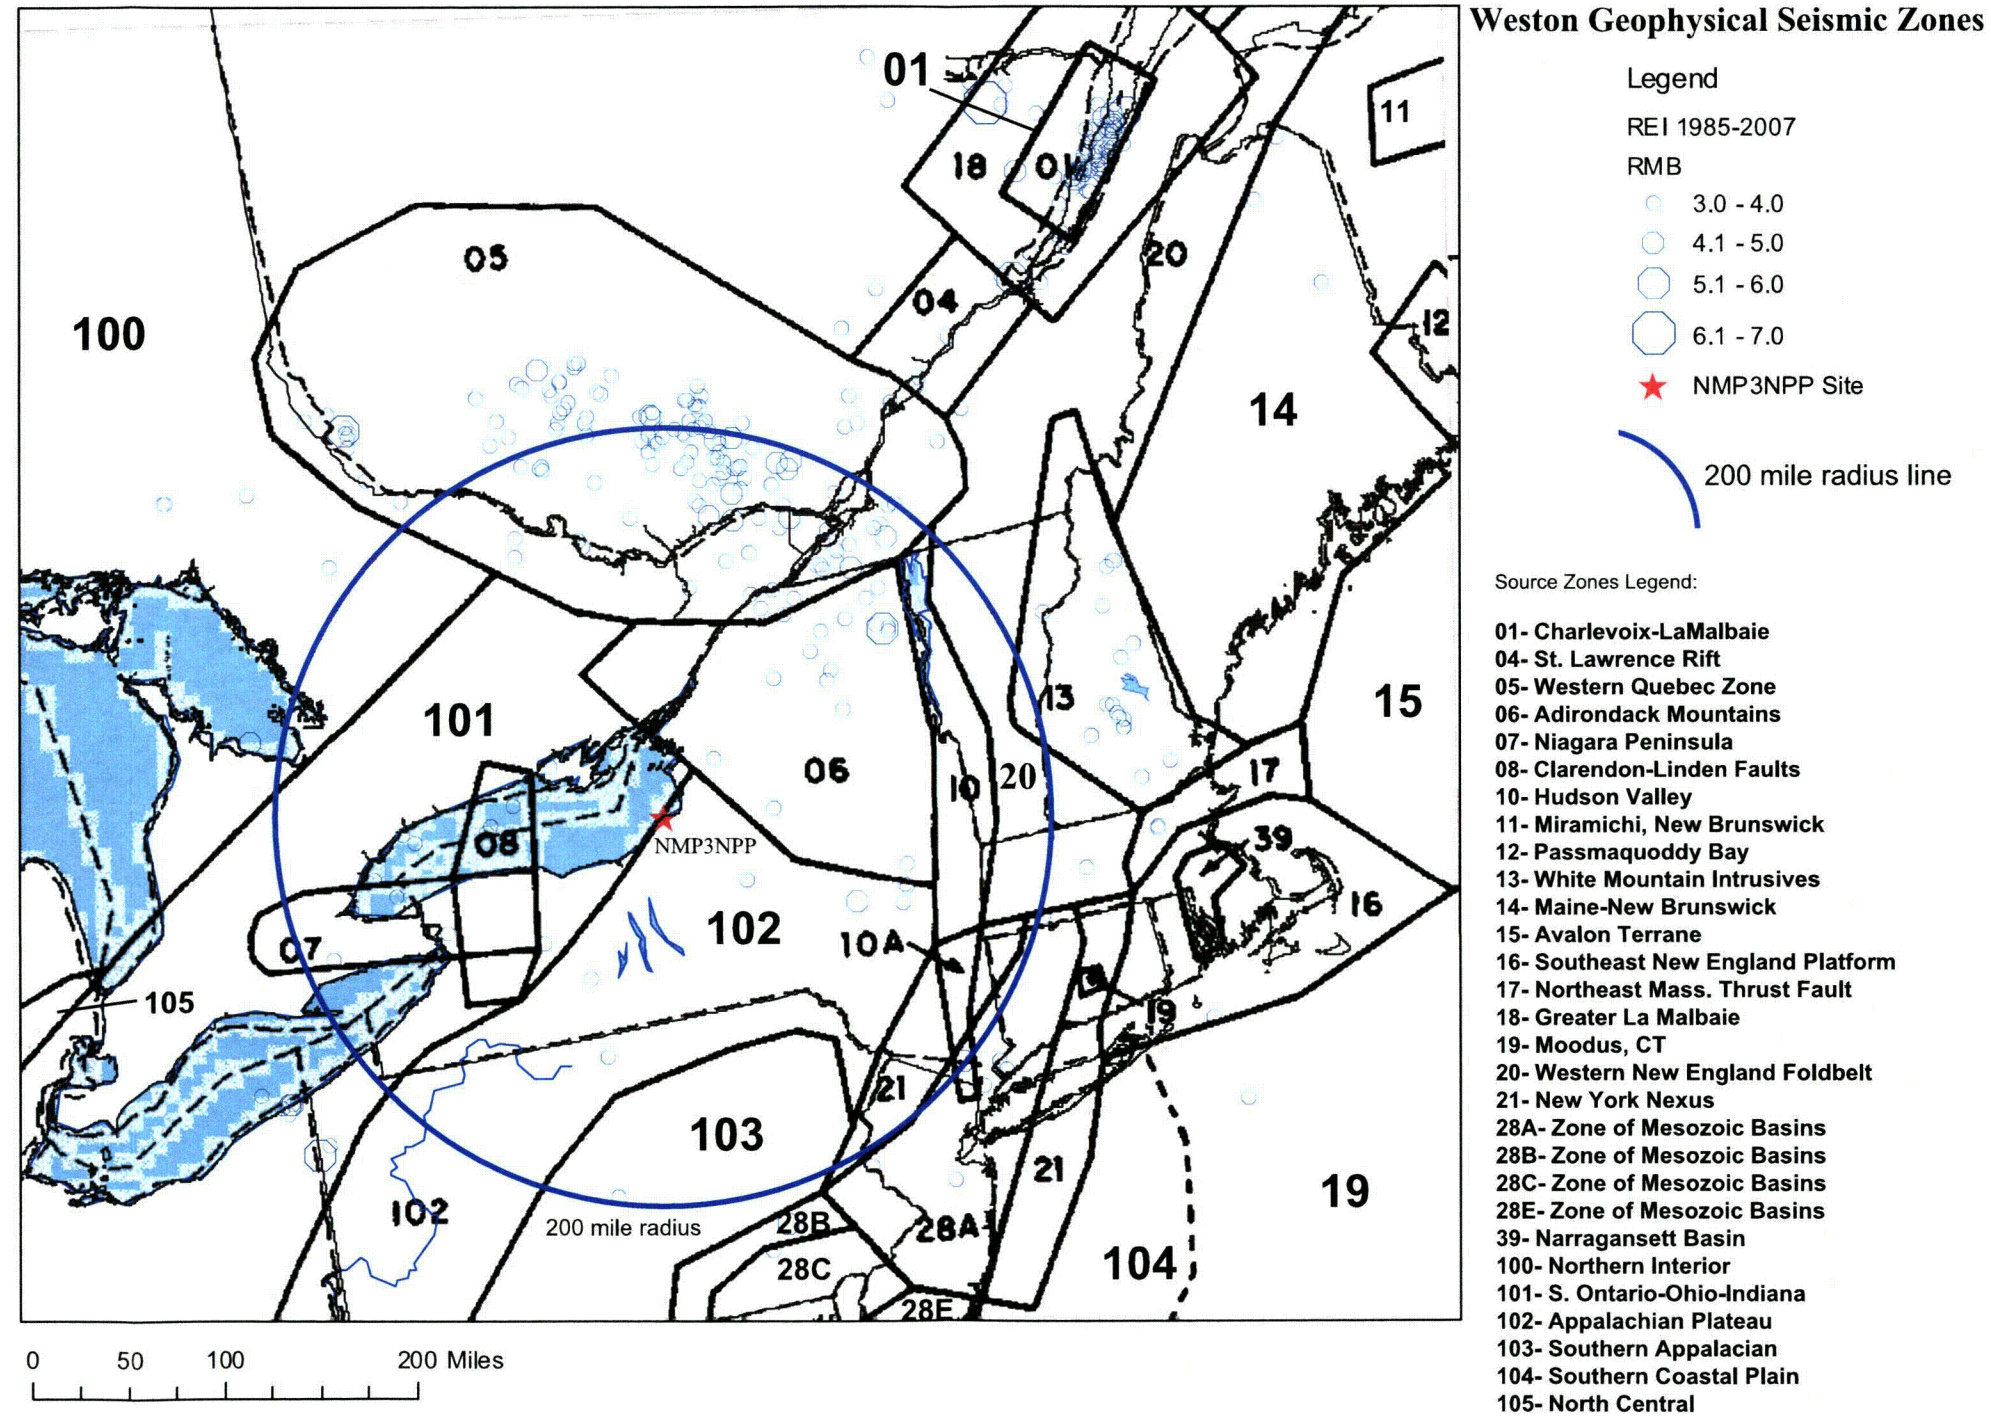 Weston Geophysical Seismic Zones
Legend
REI 1985-2007
RMB
3.0 - 4.0
4.1 - 5.0
5.1 - 6.0
6.1 - 7.0
NMP3NPP Site
200 mile radius line
Source Zones Legend:
01- Charlevoix-LaMalbaie
04- St. Lawrence Rift
05- Western Quebec Zone
06- Adirondack Mountains
07- Niagara Peninsula
08- Clarendon-Linden Faults
10- Hudson Valley
11- Miramichi, New Brunswick
12- Passmaquoddy Bay
13- White Mountain Intrusives
14- Maine-New Brunswick
15- Avalon Terrane
16- Southeast New England Platform
17- Northeast Mass. Thrust Fault
18- Greater La Malbaie
19- Moodus, CT
20- Western New England Foldbelt
21- New York Nexus
28A- Zone of Mesozoic Basins
28B- Zone of Mesozoic Basins
28C- Zone of Mesozoic Basins
28E- Zone of Mesozoic Basins
39- Narragansett Basin
100- Northern Interior
101- S. Ontario-Ohio-Indiana
102- Appalachian Plateau
103- Southern Appalacian
104- Southern Coastal Plain
105- North Central
01
11
18
01
05
20
04
100
12
14
101
13
15
06
10
20
17
08
NMP3NPP
39
16
102
10A
07
105
19
21
103
21
19
102
200 mile radius
28B
28A
28C
104
28E
0 50 100 200 Miles